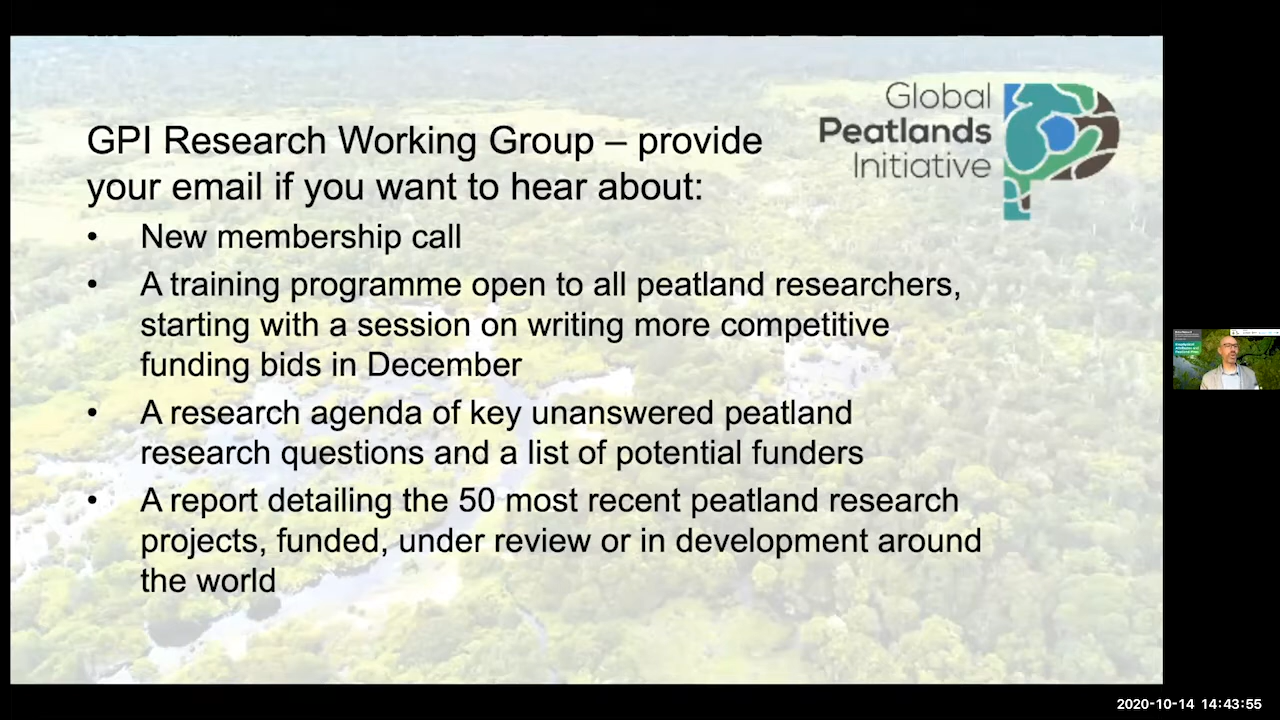 Global
Peatlands
Initiative
GPI Research Working Group – provide
your email if you want to hear about:
• New membership call
• A training programme open to all peatland researchers,
starting with a session on writing more competitive
funding bids in December
• A research agenda of key unanswered peatland
research questions and a list of potential funders
• A report detailing the 50 most recent peatland research
projects, funded, under review or in development around
the world
2020-10-14 14:43:55